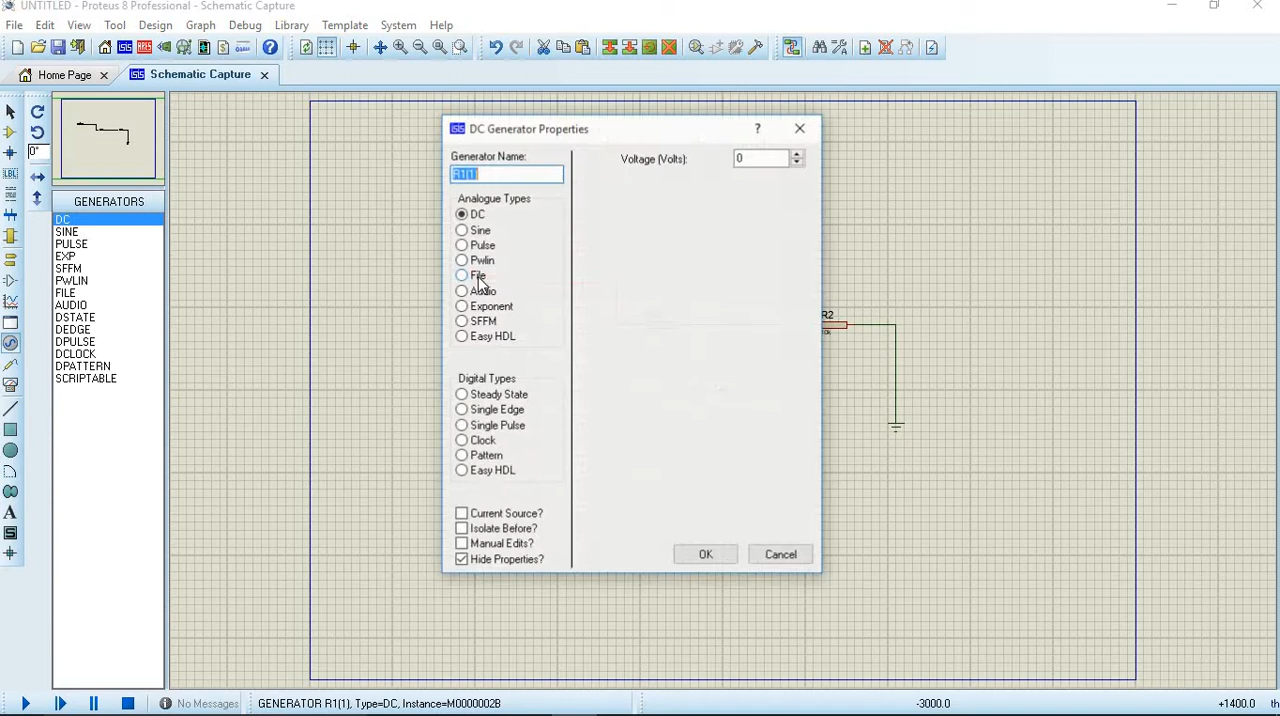 UNTITLED - Proteus 8 Professional - Schematic Capture
File Edit View Tool Design Graph Debug Library Template System Help
Home Page
Schematic Capture
0°
LBL
GENERATORS
DC
SINE
PULSE
EXP
SFFM
PWLIN
FILE
AUDIO
DSTATE
DEDGE
DPULSE
DCLOCK
DPATTERN
SCRIPTABLE
DC Generator Properties
Generator Name:
R1(1)
Analogue Types
DC
Sine
Pulse
Pwlin
File
Audio
Exponent
SFFM
Easy HDL
Digital Types
Steady State
Single Edge
Single Pulse
Clock
Pattern
Easy HDL
Current Source?
Isolate Before?
Manual Edits?
Hide Properties?
Voltage (Volts): 0
OK Cancel
R2
10k
No Messages
GENERATOR R1(1), Type=DC, Instance=M0000002B
-3000.0
+1400.0 th